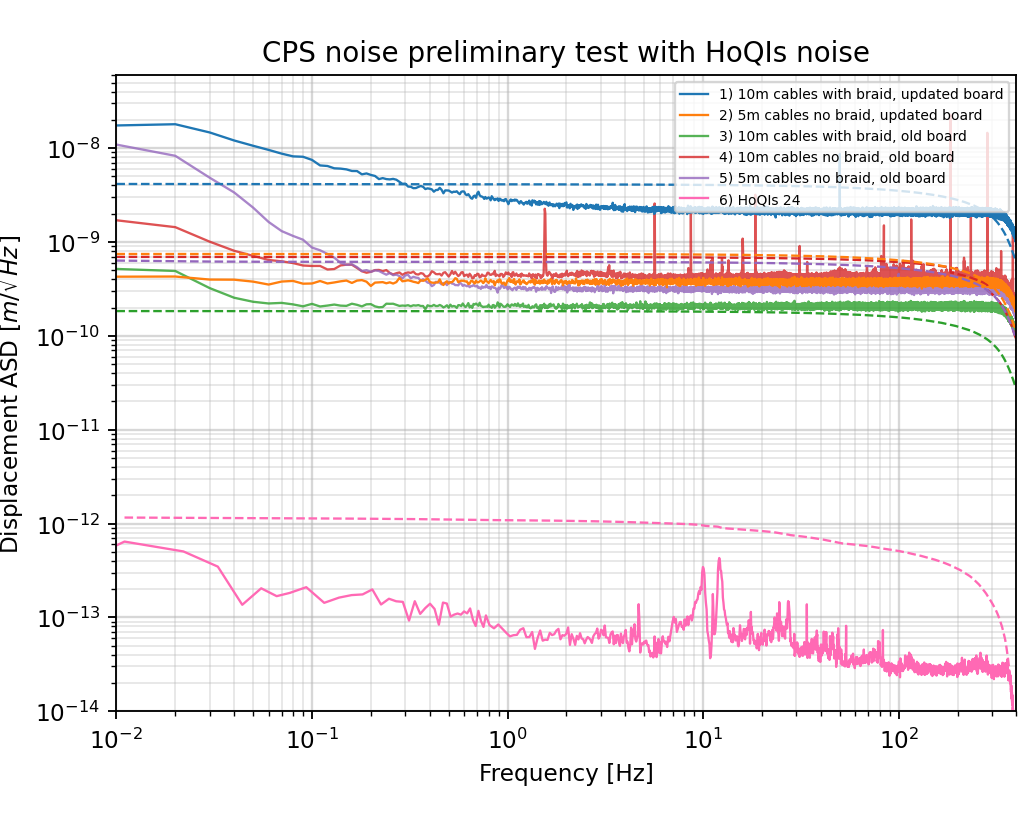 CPS noise preliminary test with HoQIs noise
1) 10m cables with braid, updated board
2) 5m cables no braid, updated board
3) 10m cables with braid, old board
4) 10m cables no braid, old board
5) 5m cables no braid, old board
6) HoQIs 24
Displacement ASD [m/√Hz]
10⁻⁸
10⁻⁹
10⁻¹⁰
10⁻¹¹
10⁻¹²
10⁻¹³
10⁻¹⁴
10⁻² 10⁻¹ 10⁰ 10¹ 10²
Frequency [Hz]